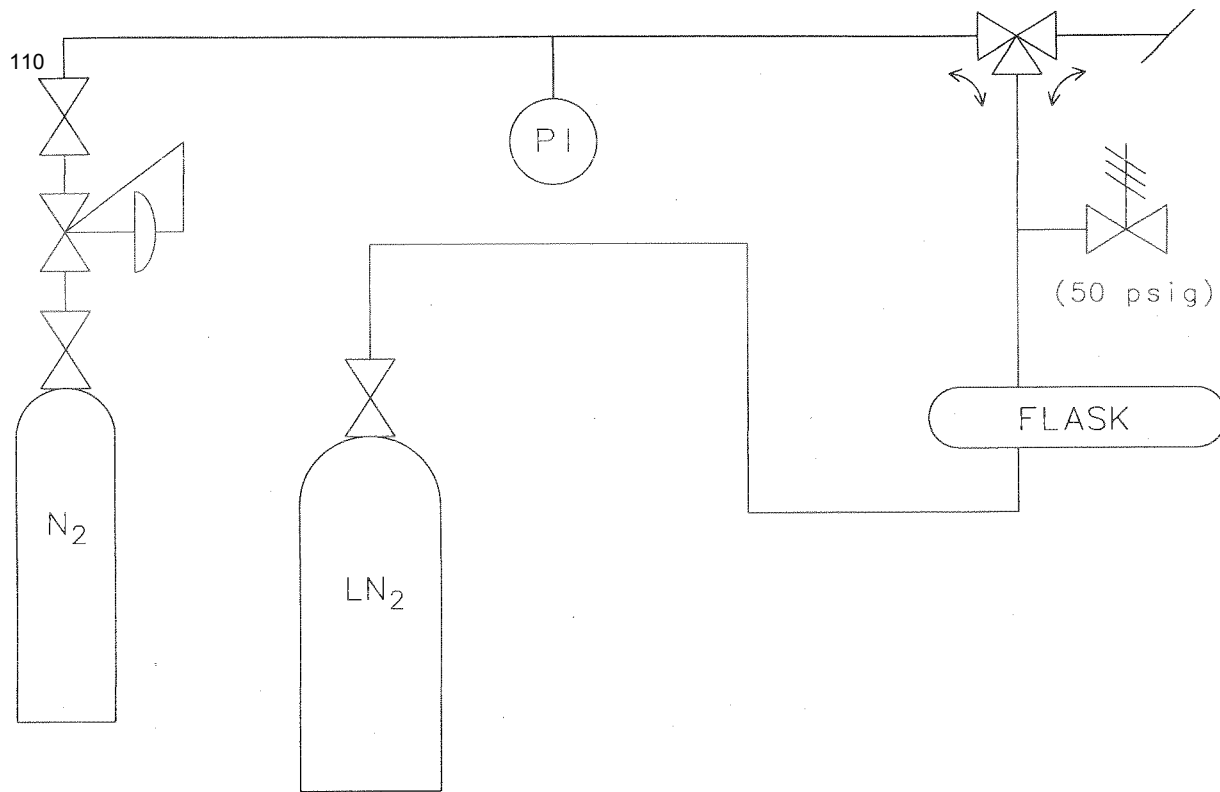 110
PI
(50 psig)
FLASK
N₂
LN₂